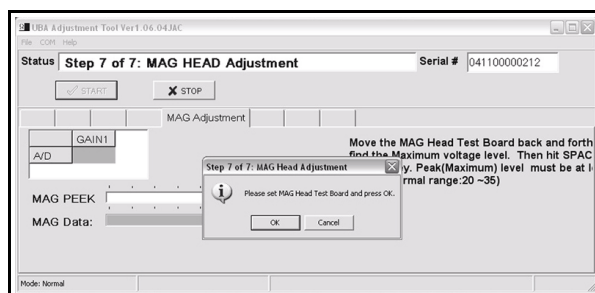 UBA Adjustment Tool Ver1.06.04JAC
File COM Help
Status Step 7 of 7: MAG HEAD Adjustment Serial # 041100000212
START STOP
MAG Adjustment
GAIN1
A/D
Move the MAG Head Test Board back and forth
find the Maximum voltage level. Then hit SPAC
y. Peak(Maximum) level must be at l
rmal range:20 ~35)
Step 7 of 7: MAG Head Adjustment
Please set MAG Head Test Board and press OK.
OK Cancel
MAG PEEK
MAG Data:
Mode: Normal